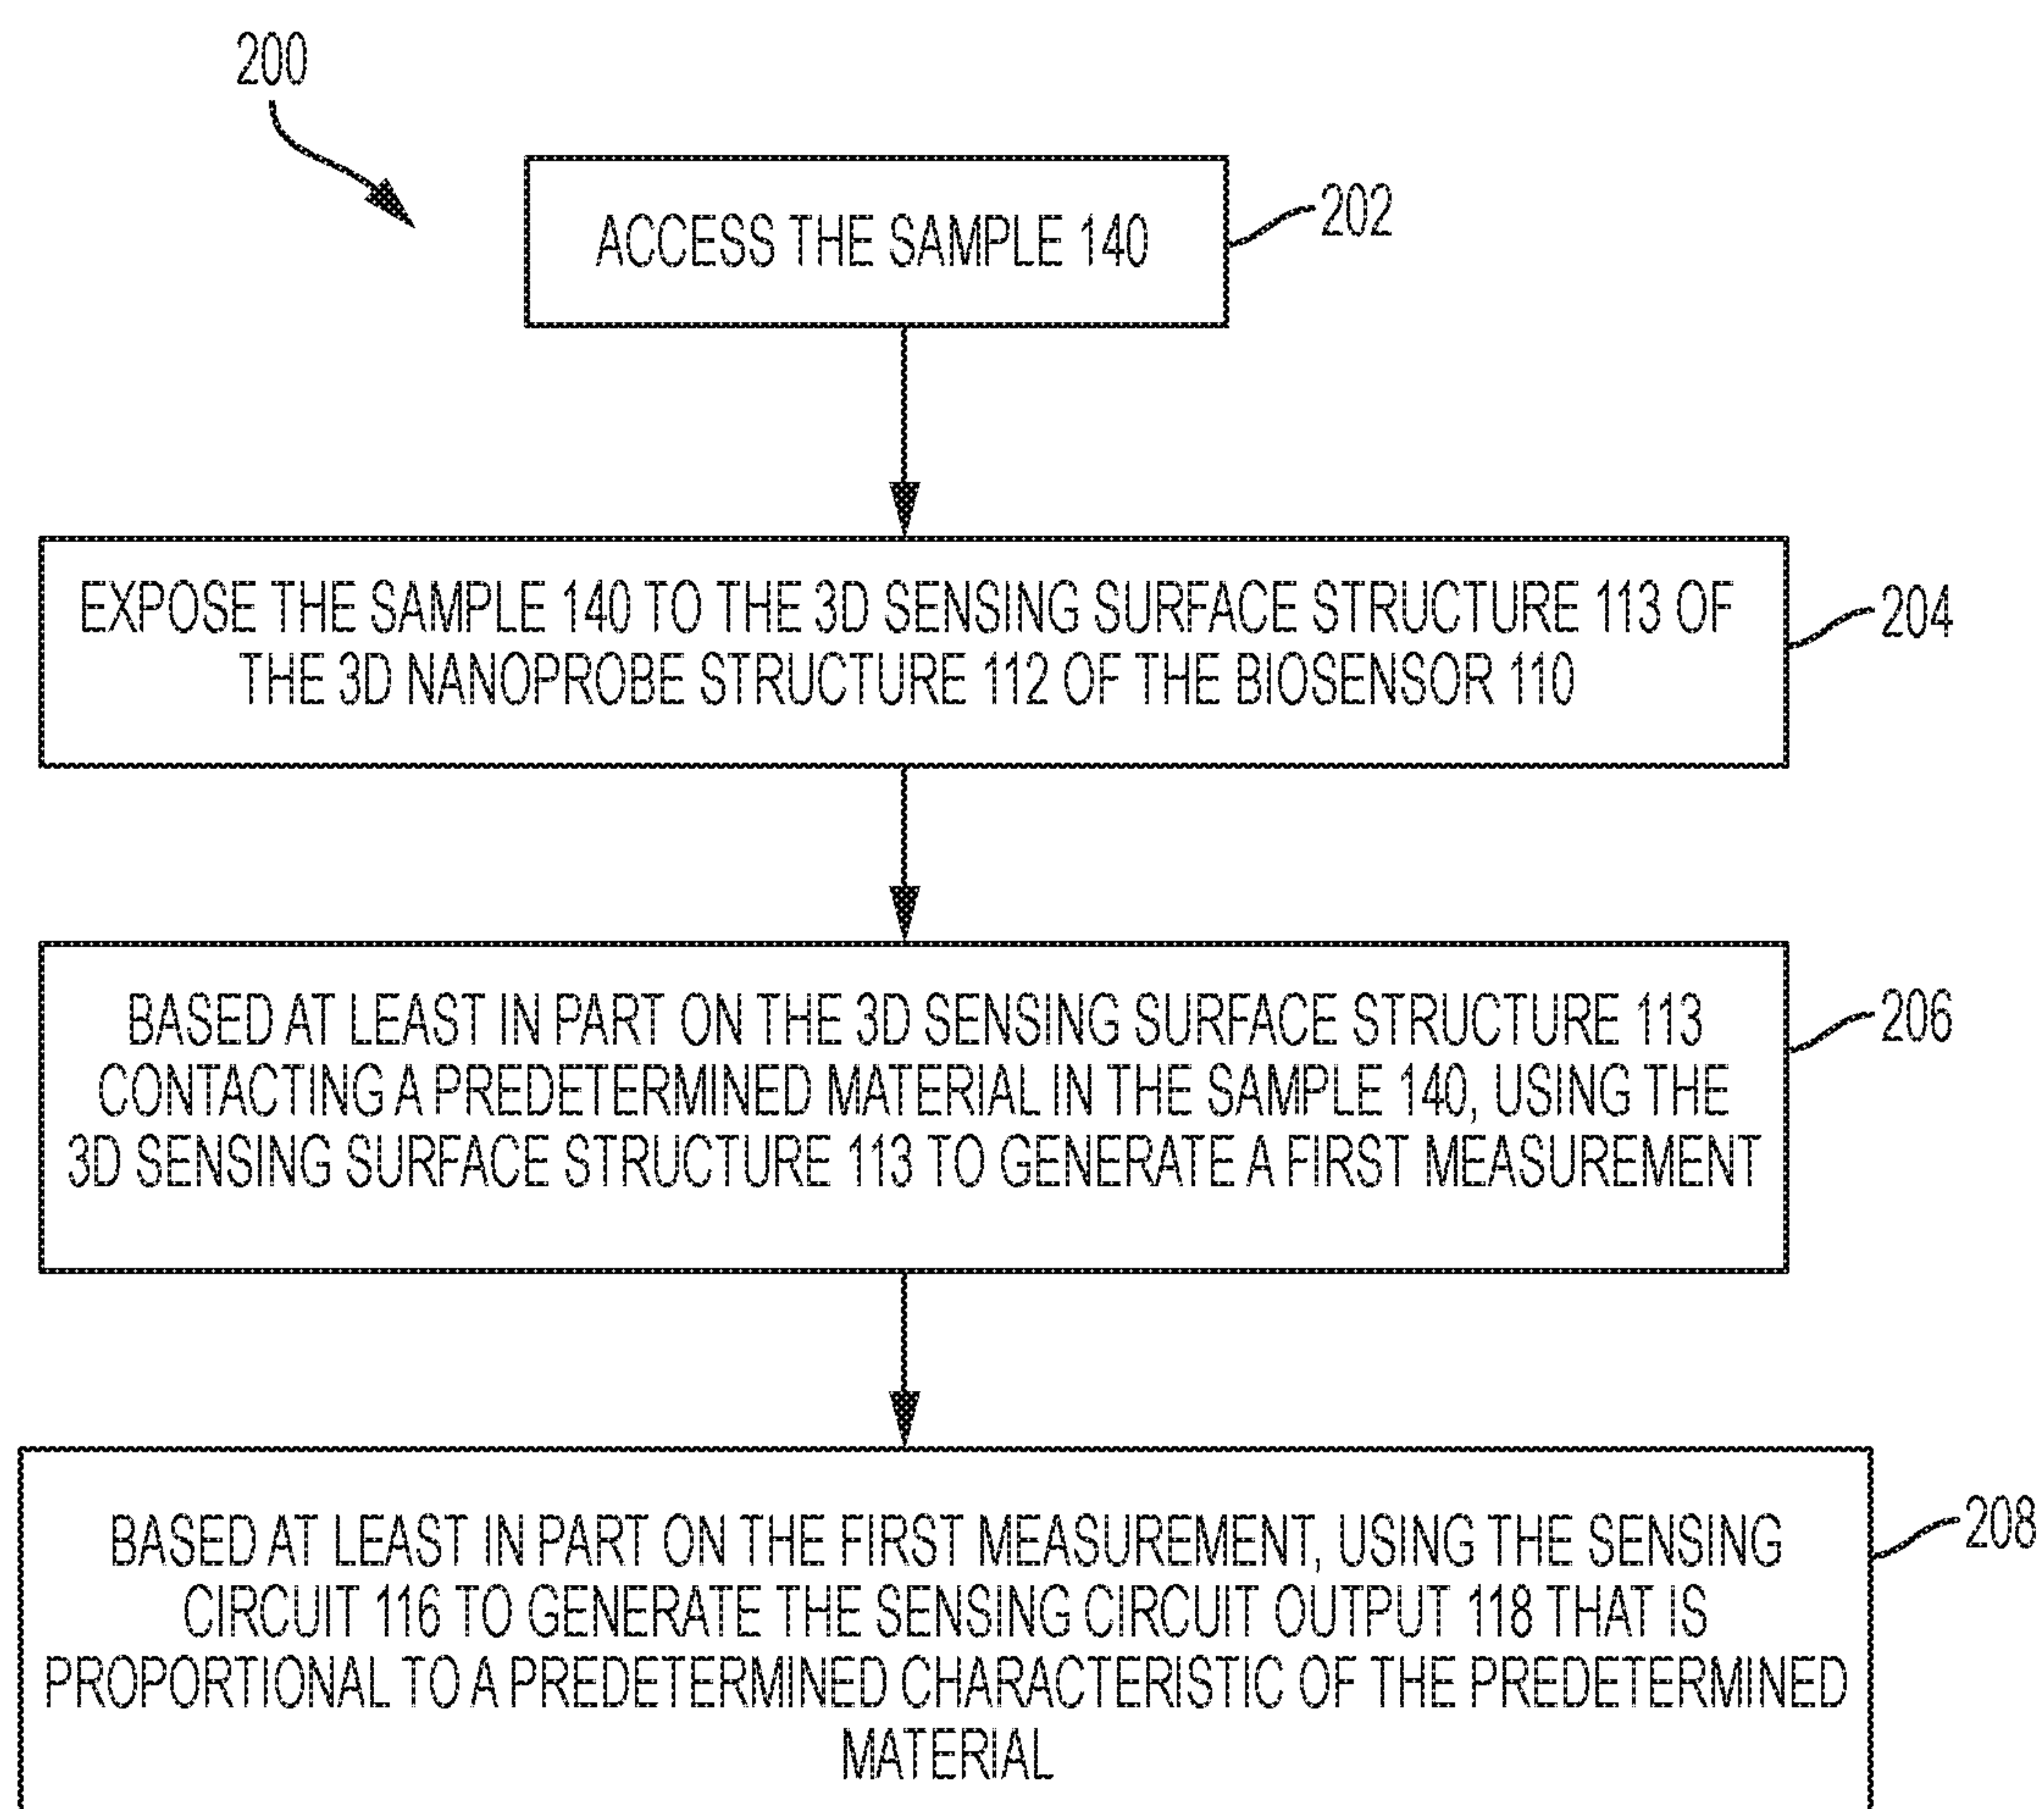 200
ACCESS THE SAMPLE 140
202
EXPOSE THE SAMPLE 140 TO THE 3D SENSING SURFACE STRUCTURE 113 OF
THE 3D NANOPROBE STRUCTURE 112 OF THE BIOSENSOR 110
204
BASED AT LEAST IN PART ON THE 3D SENSING SURFACE STRUCTURE 113
CONTACTING A PREDETERMINED MATERIAL IN THE SAMPLE 140, USING THE
3D SENSING SURFACE STRUCTURE 113 TO GENERATE A FIRST MEASUREMENT
206
BASED AT LEAST IN PART ON THE FIRST MEASUREMENT, USING THE SENSING
CIRCUIT 116 TO GENERATE THE SENSING CIRCUIT OUTPUT 118 THAT IS
PROPORTIONAL TO A PREDETERMINED CHARACTERISTIC OF THE PREDETERMINED
MATERIAL
208